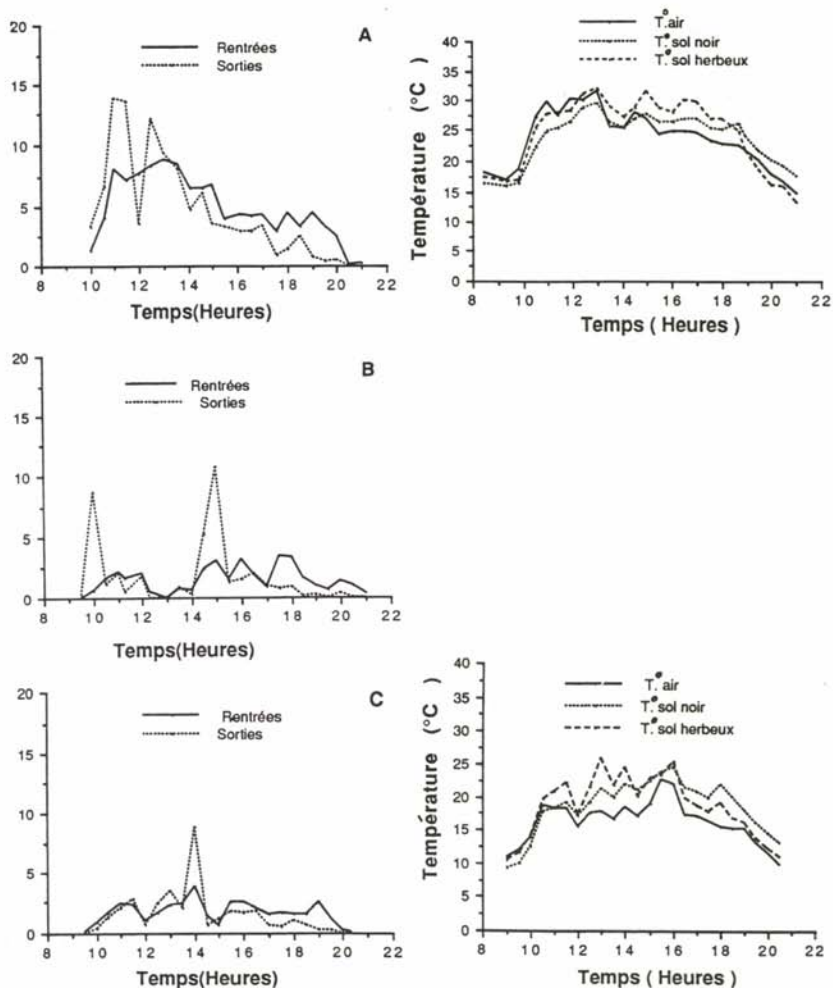 A
Rentrées
Sorties
20
15
10
5
0
8 10 12 14 16 18 20 22
Temps(Heures)
T.° air
T.° sol noir
T.° sol herbeux
Température (°C)
40
35
30
25
20
15
10
5
0
8 10 12 14 16 18 20 22
Temps ( Heures )
B
Rentrées
Sorties
20
15
10
5
0
8 10 12 14 16 18 20 22
Temps(Heures)
C
Rentrées
Sorties
20
15
10
5
0
8 10 12 14 16 18 20 22
Temps(Heures)
T.° air
T.° sol noir
T.° sol herbeux
Température (°C)
40
35
30
25
20
15
10
5
0
8 10 12 14 16 18 20 22
Temps ( Heures )